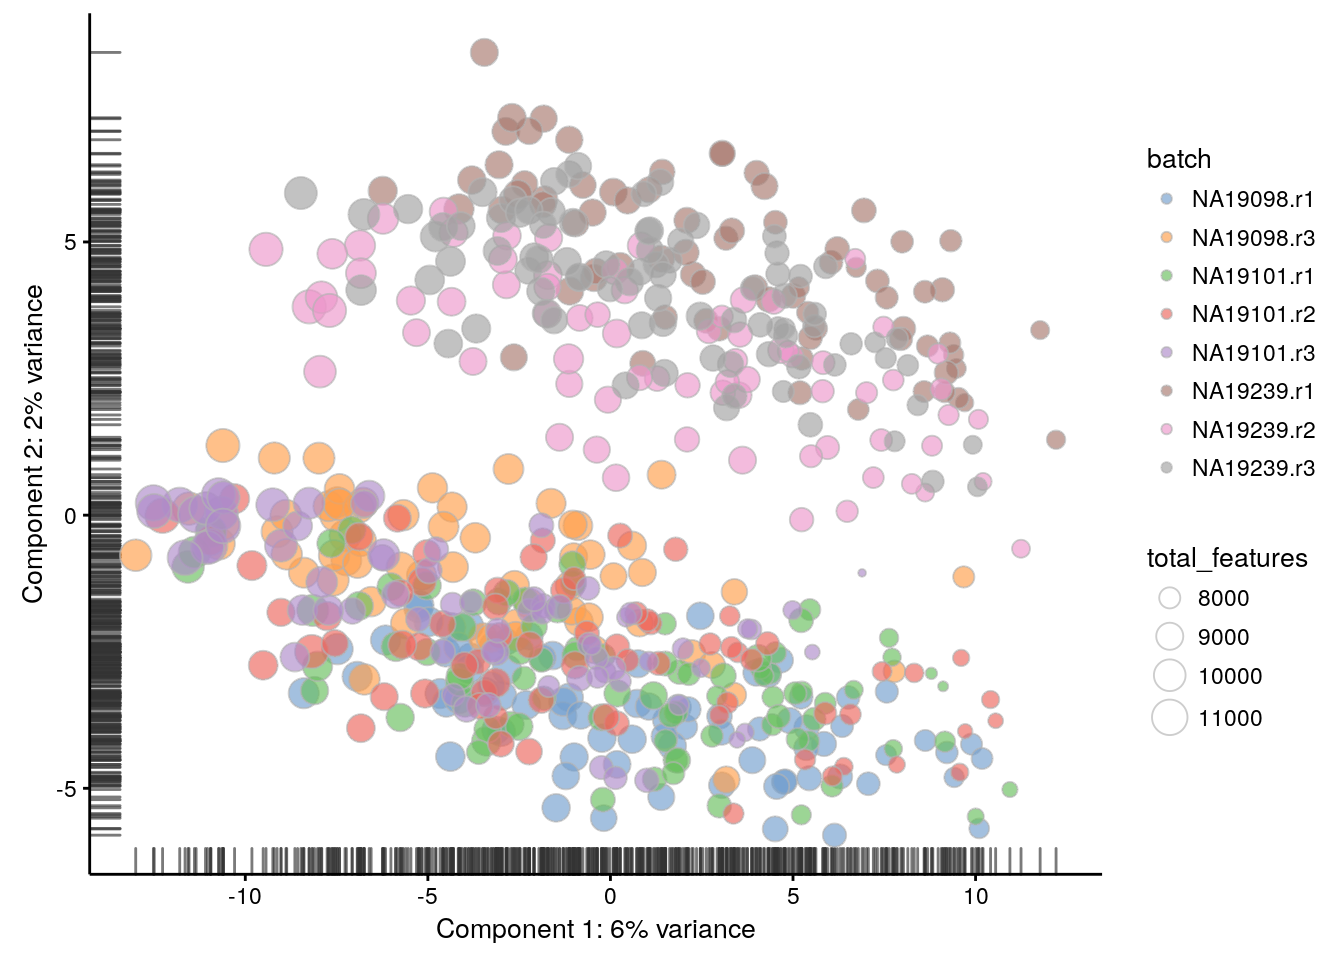 5
0
-5
-10
-5
0
5
10
Component 1: 6% variance
Component 2: 2% variance
batch
NA19098.r1
NA19098.r3
NA19101.r1
NA19101.r2
NA19101.r3
NA19239.r1
NA19239.r2
NA19239.r3
total_features
8000
9000
10000
11000